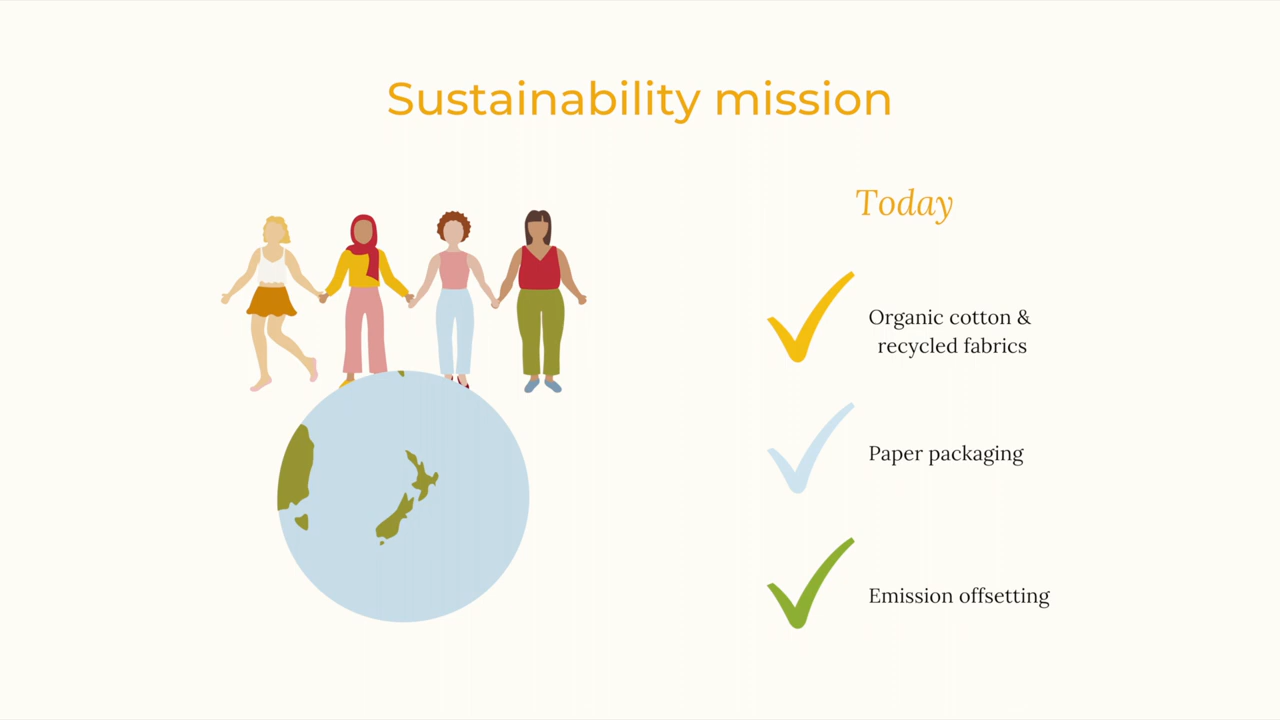 Sustainability mission
Today
Organic cotton &
recycled fabrics
Paper packaging
Emission offsetting